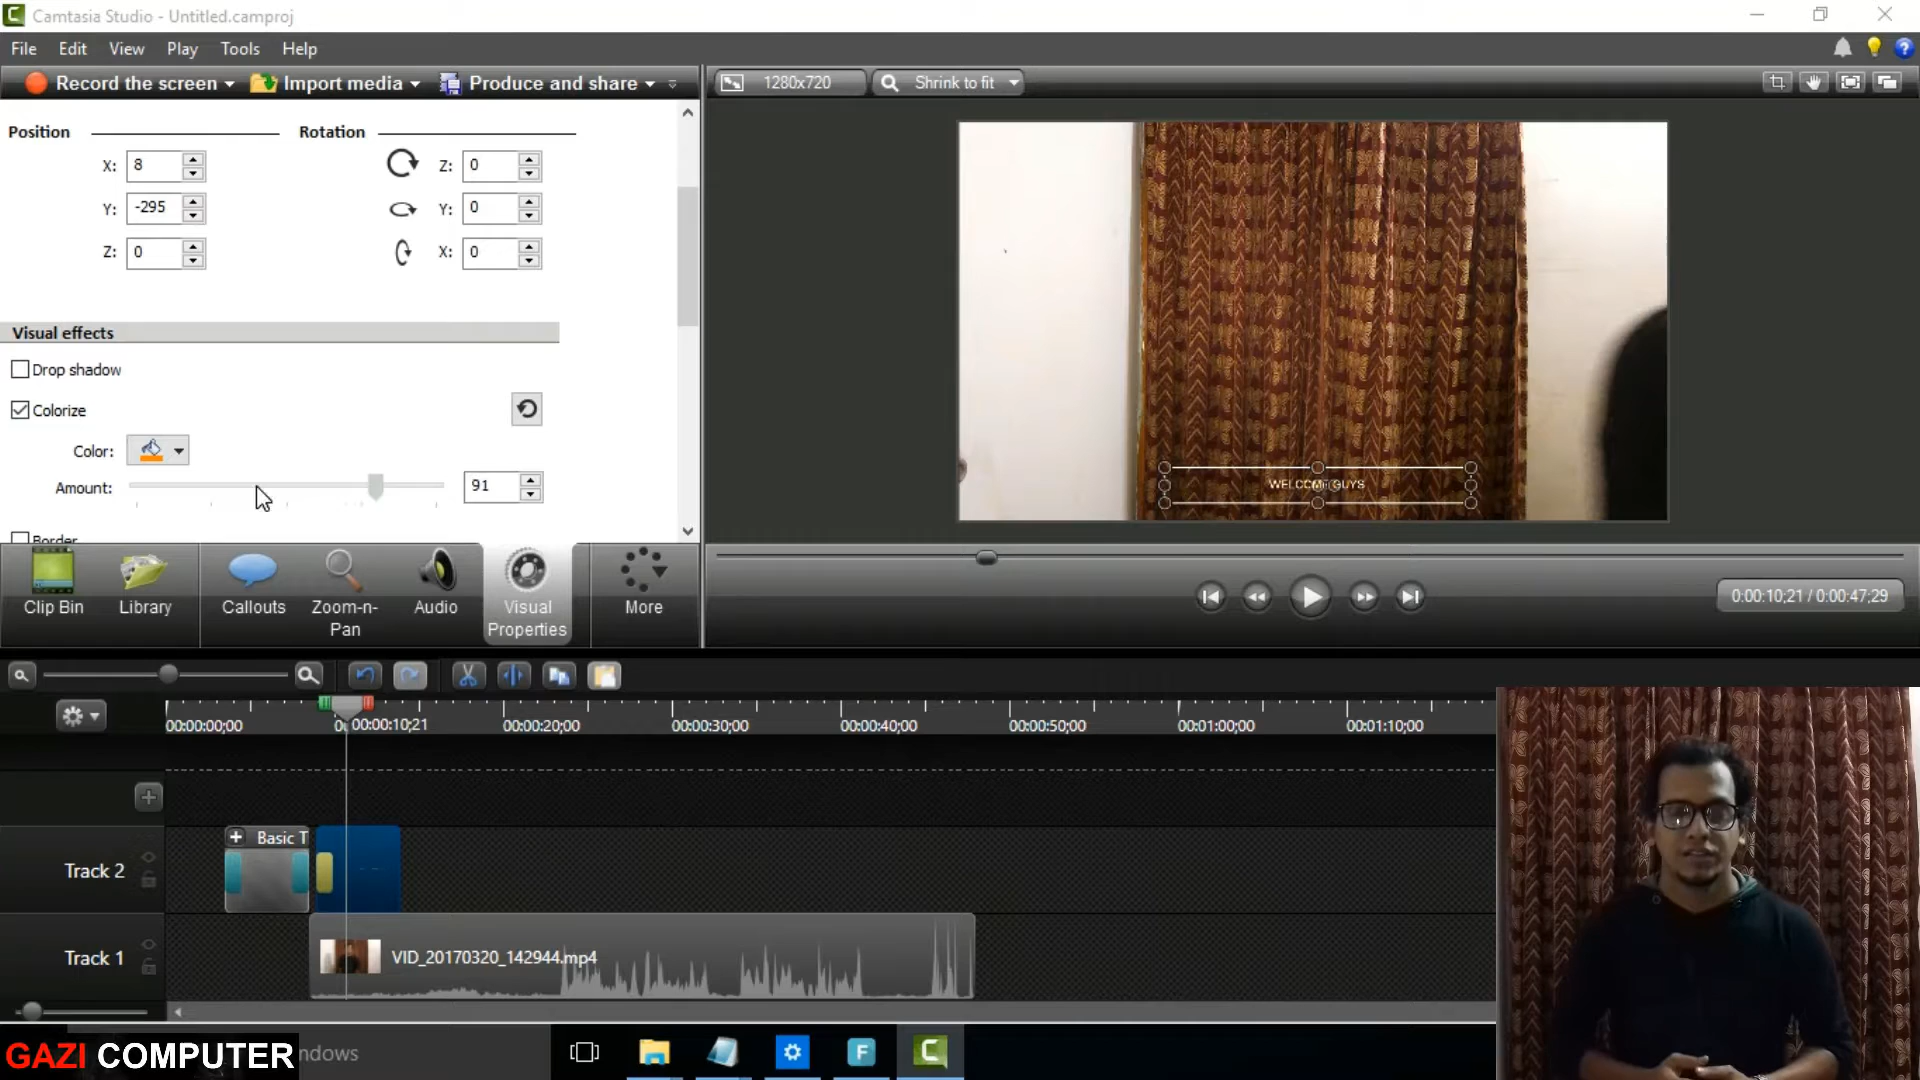 Camtasia Studio - Untitled.camproj
File Edit View Play Tools Help
Record the screen Import media Produce and share
1280x720 Shrink to fit
Position Rotation
X: 8 Z: 0
Y: -295 Y: 0
Z: 0 X: 0
Visual effects
Drop shadow
Colorize
Color:
Amount: 91
Border
WELCOME GUYS
Clip Bin Library Callouts Zoom-n-Pan Audio Visual Properties More
0:00:10;21 / 0:00:47;29
00:00:00;00 00:00:10;21 00:00:20;00 00:00:30;00 00:00:40;00 00:00:50;00 00:01:00;00 00:01:10;00
Basic T
Track 2
Track 1 VID_20170320_142944.mp4
GAZI COMPUTER ndows